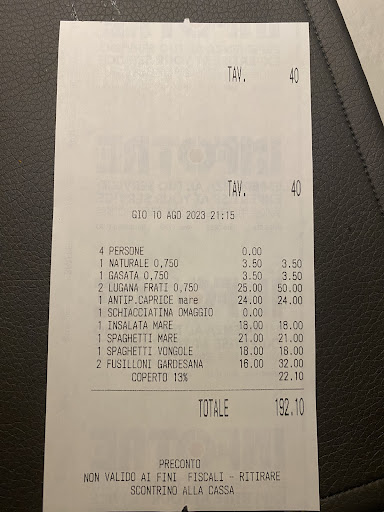 TAV. 40
TAV. 40
GIO 10 AGO 2023 21:15
4 PERSONE 0.00
1 NATURALE 0,750 3.50 3.50
1 GASATA 0,750 3.50 3.50
2 LUGANA FRATI 0,750 25.00 50.00
1 ANTIP.CAPRICE mare 24.00 24.00
1 SCHIACCIATINA OMAGGIO 0.00
1 INSALATA MARE 18.00 18.00
1 SPAGHETTI MARE 21.00 21.00
1 SPAGHETTI VONGOLE 18.00 18.00
2 FUSILLONI GARDESANA 16.00 32.00
COPERTO 13% 22.10
TOTALE 192.10
PRECONTO
NON VALIDO AI FINI FISCALI - RITIRARE
SCONTRINO ALLA CASSA